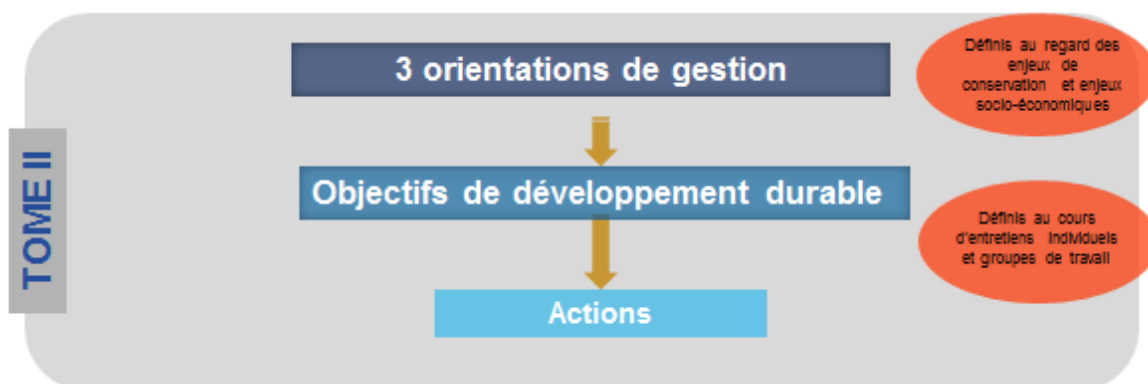 3 orientations de gestion
Définis au regard des
enjeux de
conservation et enjeux
socio-économiques
TOME II
Objectifs de développement durable
Définis au cours
d'entretiens individuels
et groupes de travail
Actions